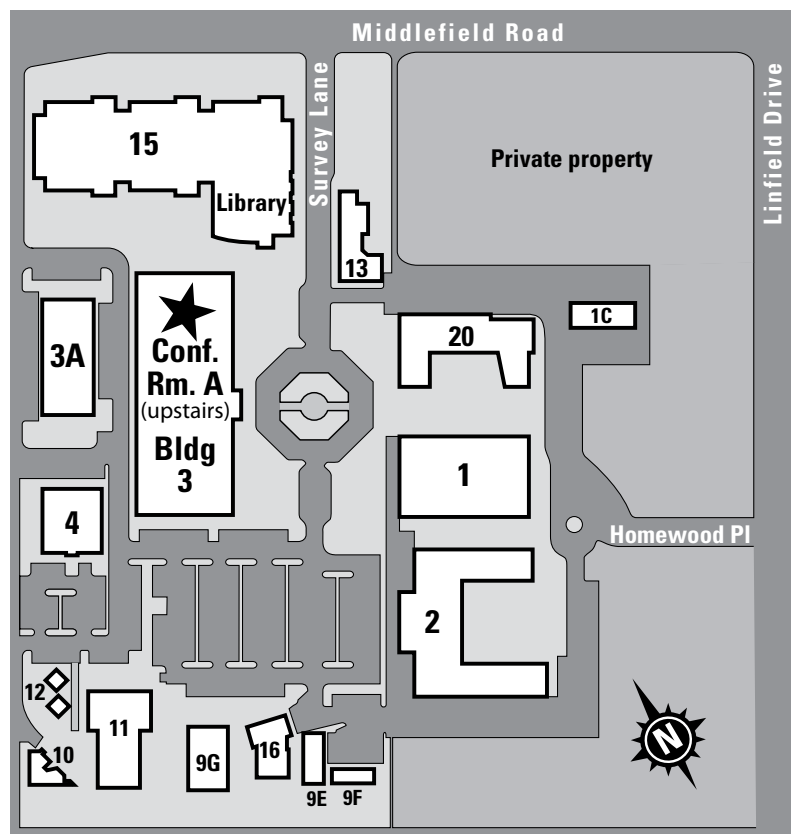 Middlefield Road
Survey Lane
Linfield Drive
15
Library
Private property
13
1C
20
3A
Conf.
Rm. A
(upstairs)
Bldg
3
1
4
Homewood Pl
2
12
11
10
9G
16
9E
9F
N